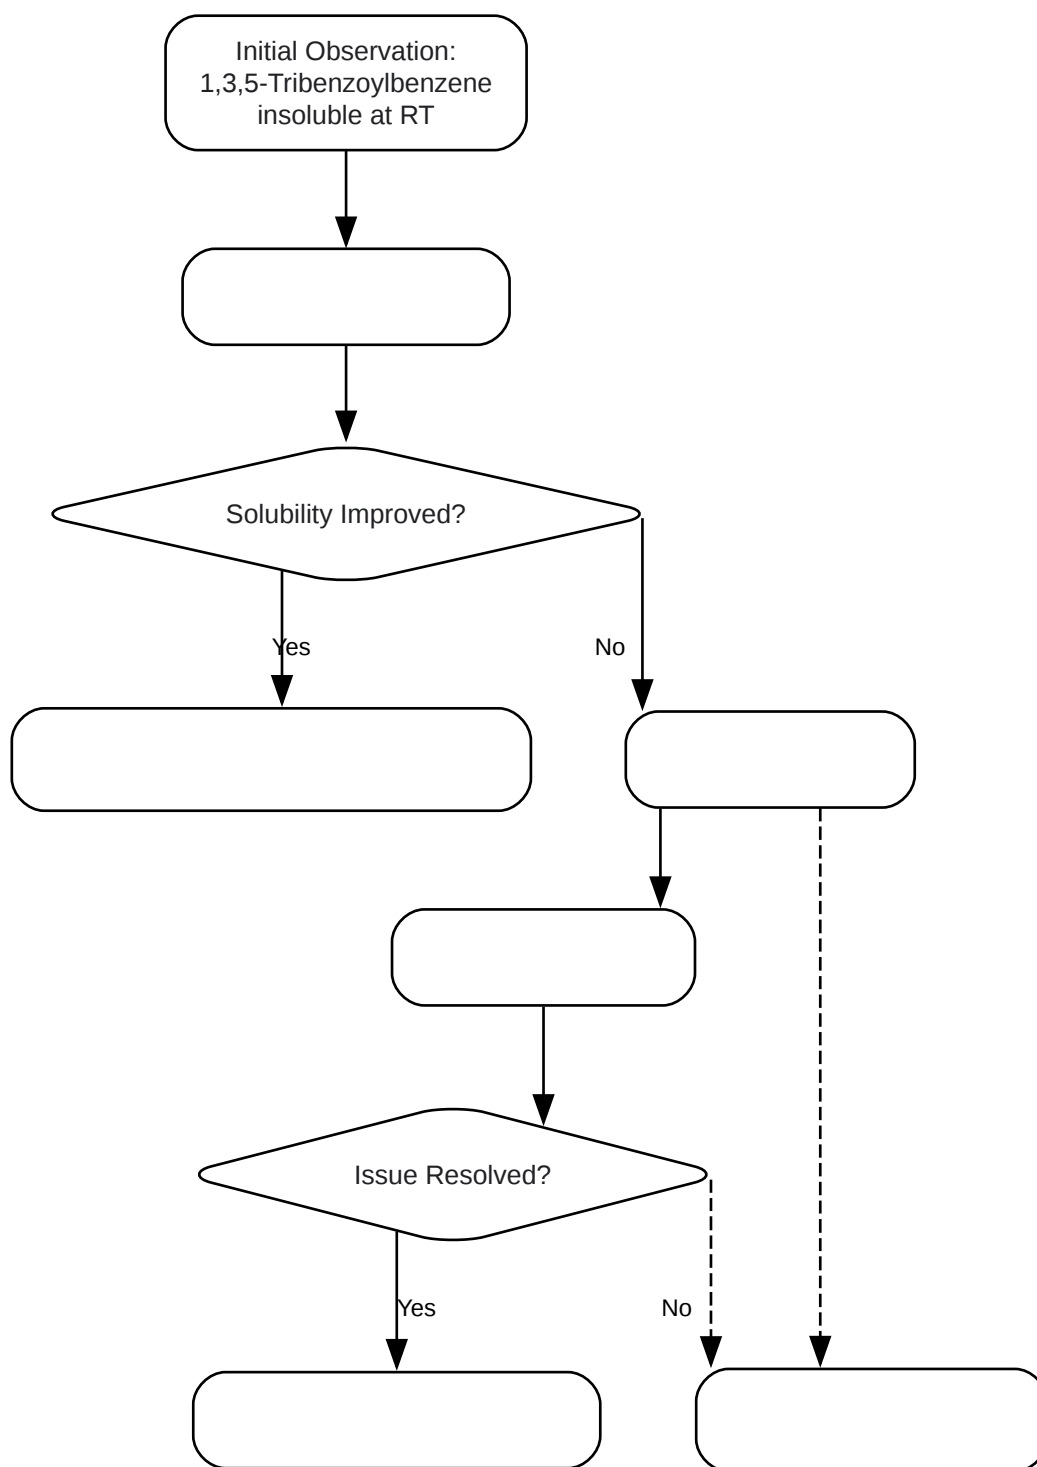 Initial Observation:
1,3,5-Tribenzoylbenzene
insoluble at RT
Solubility Improved?
Yes
No
Issue Resolved?
Yes
No